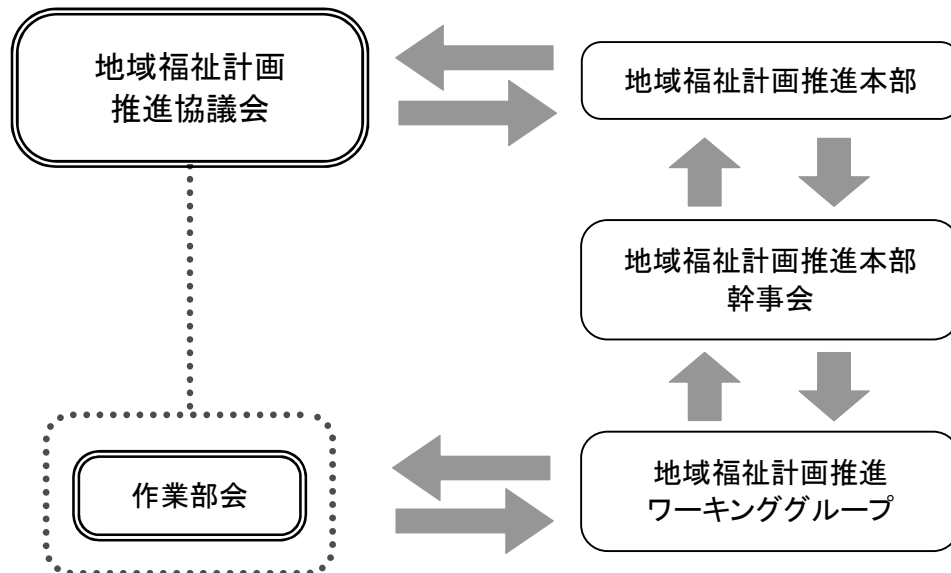 地域福祉計画
推進協議会
地域福祉計画推進本部
地域福祉計画推進本部
幹事会
作業部会
地域福祉計画推進
ワーキンググループ